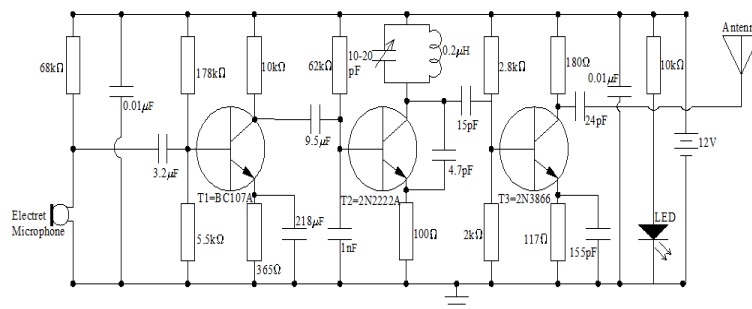 68kΩ
0.01μF
178kΩ
10kΩ
62kΩ
10-20
pF
0.2μH
2.8kΩ
180Ω
0.01μF
10kΩ
Antenn
3.2μF
9.5μF
15pF
4.7pF
24pF
12V
T1=BC107A
T2=2N2222A
T3=2N3866
Electret
Microphone
5.5kΩ
365Ω
218μF
1nF
100Ω
2kΩ
117Ω
155pF
LED